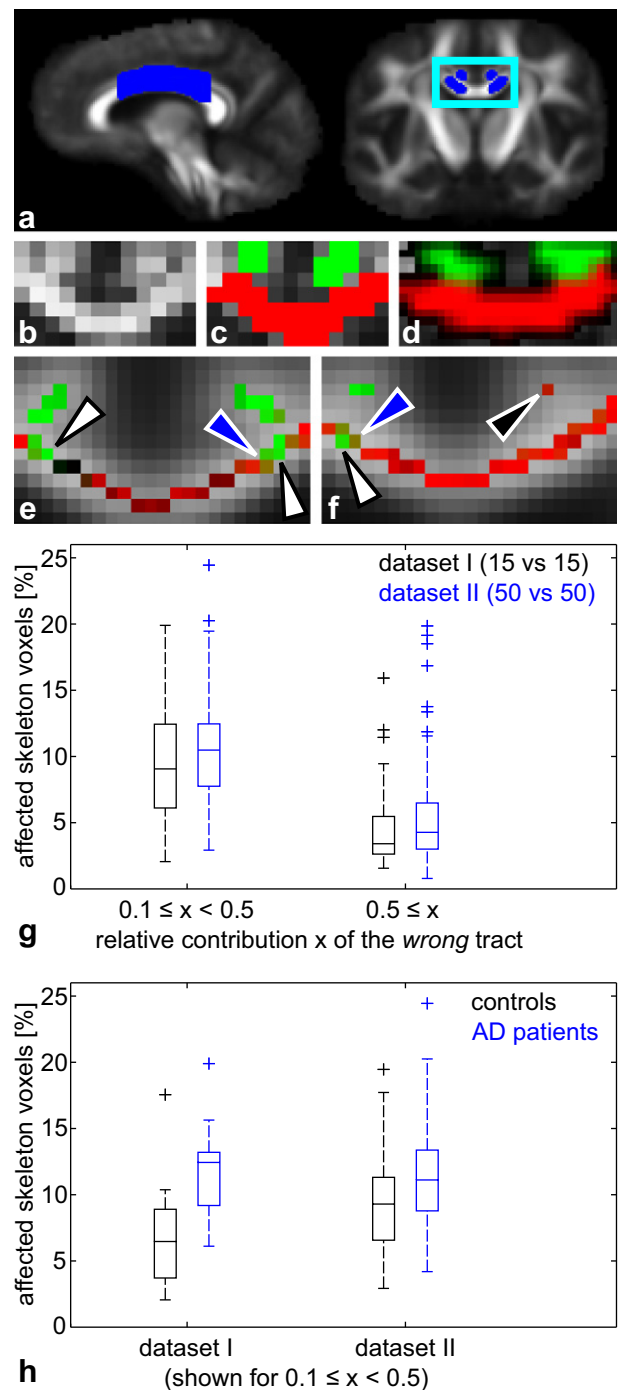 a
b
c
d
e
f
25
20
15
10
5
0
affected skeleton voxels [%]
dataset I (15 vs 15)
dataset II (50 vs 50)
0.1 ≤ x < 0.5
0.5 ≤ x
relative contribution x of the wrong tract
g
25
20
15
10
5
0
affected skeleton voxels [%]
controls
AD patients
dataset I
dataset II
(shown for 0.1 ≤ x < 0.5)
h